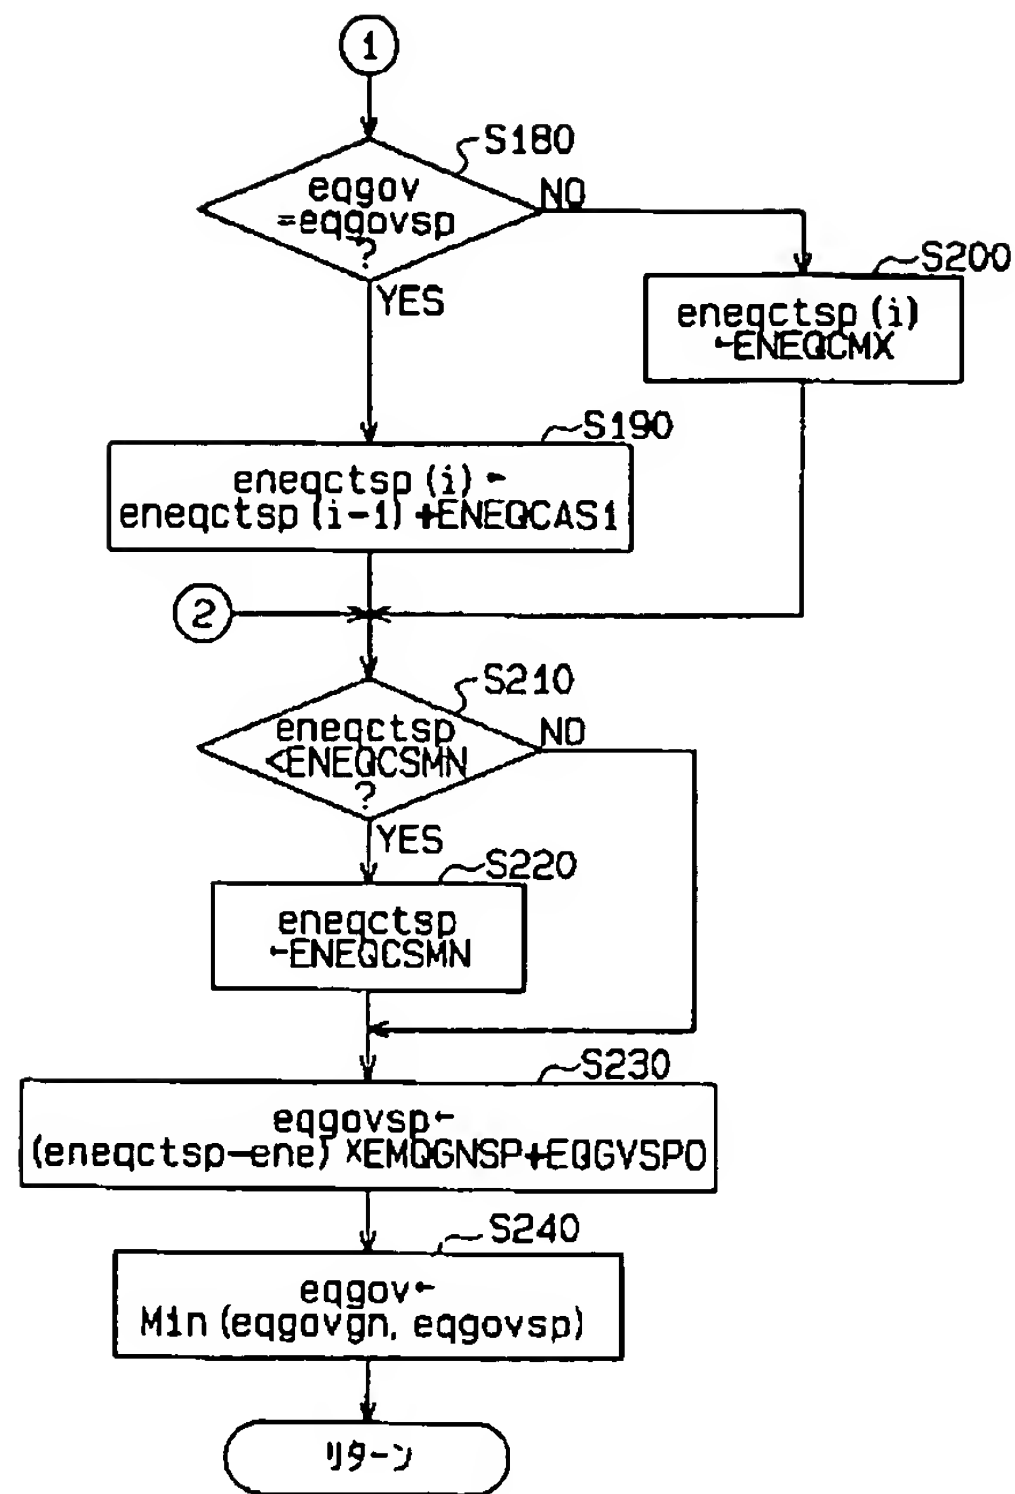 1
S180
eqgov
=eqgovsp
?
NO
YES
S200
eneqctsp(i)
←ENEQCMX
S190
eneqctsp(i)←
eneqctsp(i-1)+ENEQCAS1
2
S210
eneqctsp
<ENEQCSMN
?
NO
YES
S220
eneqctsp
←ENEQCSMN
S230
eqgovsp←
(eneqctsp-ene)×EMQGNSP+EQGVSPO
S240
eqgov←
Min(eqgovgn, eqgovsp)
リターン